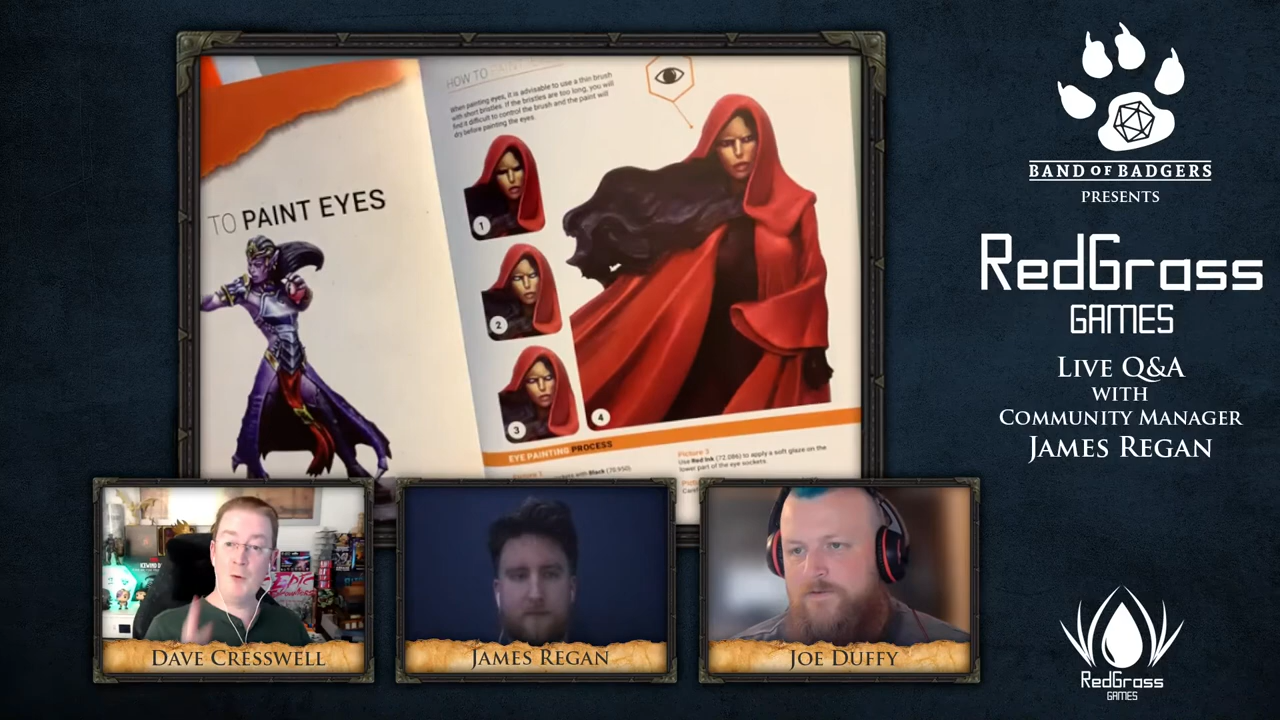 TO PAINT EYES
HOW TO
When painting eyes, it is advisable to use a thin brush
with short bristles. If the bristles are too long, you will
find it difficult to control the brush and the paint will
dry before painting the eyes.
1
2
3
4
EYE PAINTING PROCESS
with Black (70.950)
Picture 3
Use Red Ink (72.086) to apply a soft glaze on the
lower part of the eye sockets.
BAND OF BADGERS
PRESENTS
RedGrass
GAMES
LIVE Q&A
WITH
COMMUNITY MANAGER
JAMES REGAN
EPIC
DAVE CRESSWELL
JAMES REGAN
JOE DUFFY
RedGrass
GAMES